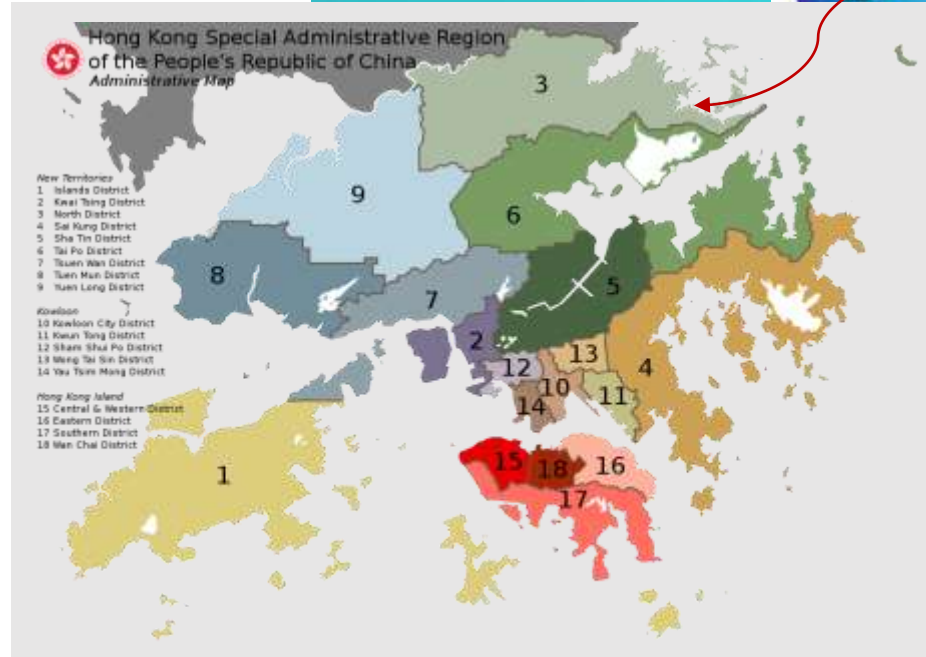 Hong Kong Special Administrative Region
of the People's Republic of China
Administrative Map
New Territories
1 Islands District
2 Kwai Tsing District
3 North District
4 Sai Kung District
5 Sha Tin District
6 Tai Po District
7 Tsuen Wan District
8 Tuen Mun District
9 Yuen Long District
Kowloon
10 Kowloon City District
11 Kwun Tong District
12 Sham Shui Po District
13 Wong Tai Sin District
14 Yau Tsim Mong District
Hong Kong Island
15 Central & Western District
16 Eastern District
17 Southern District
18 Wan Chai District
3
9
6
8
5
7
2
13
12
4
10
11
14
15
18
16
1
17